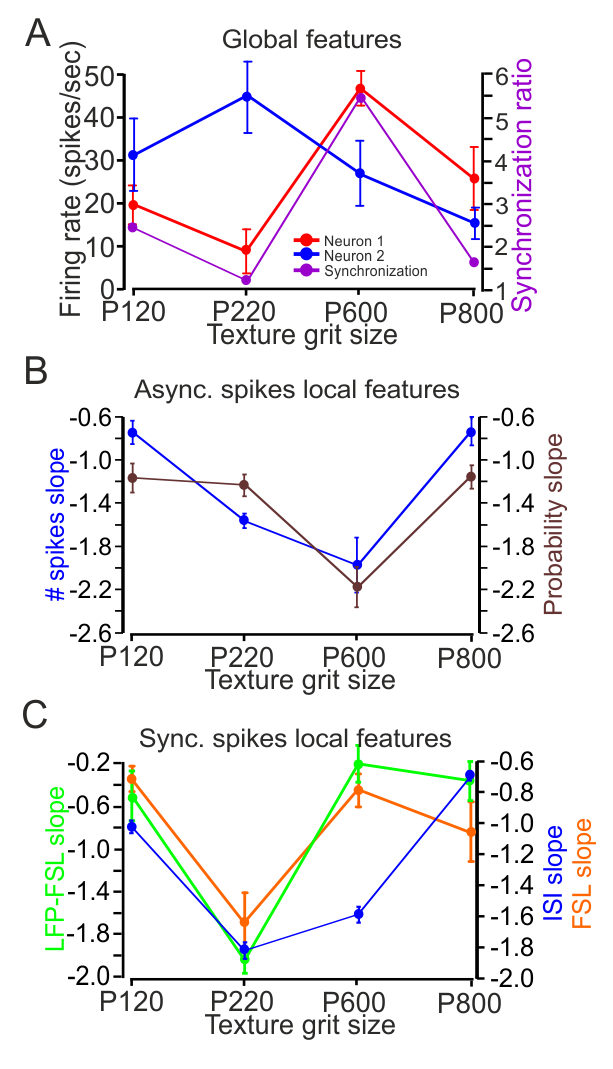 A
Global features
Firing rate (spikes/sec)
50
40
30
20
10
0
6
5
4
3
2
1
Synchronization ratio
Neuron 1
Neuron 2
Synchronization
P120 P220 P600 P800
Texture grit size
B
Async. spikes local features
# spikes slope
-0.6
-1.0
-1.4
-1.8
-2.2
-2.6
-0.6
-1.0
-1.4
-1.8
-2.2
-2.6
Probability slope
P120 P220 P600 P800
Texture grit size
C
Sync. spikes local features
LFP-FSL slope
-0.2
-0.6
-1.0
-1.4
-1.8
-2.0
-0.6
-0.8
-1.0
-1.2
-1.4
-1.6
-1.8
-2.0
ISI slope
FSL slope
P120 P220 P600 P800
Texture grit size